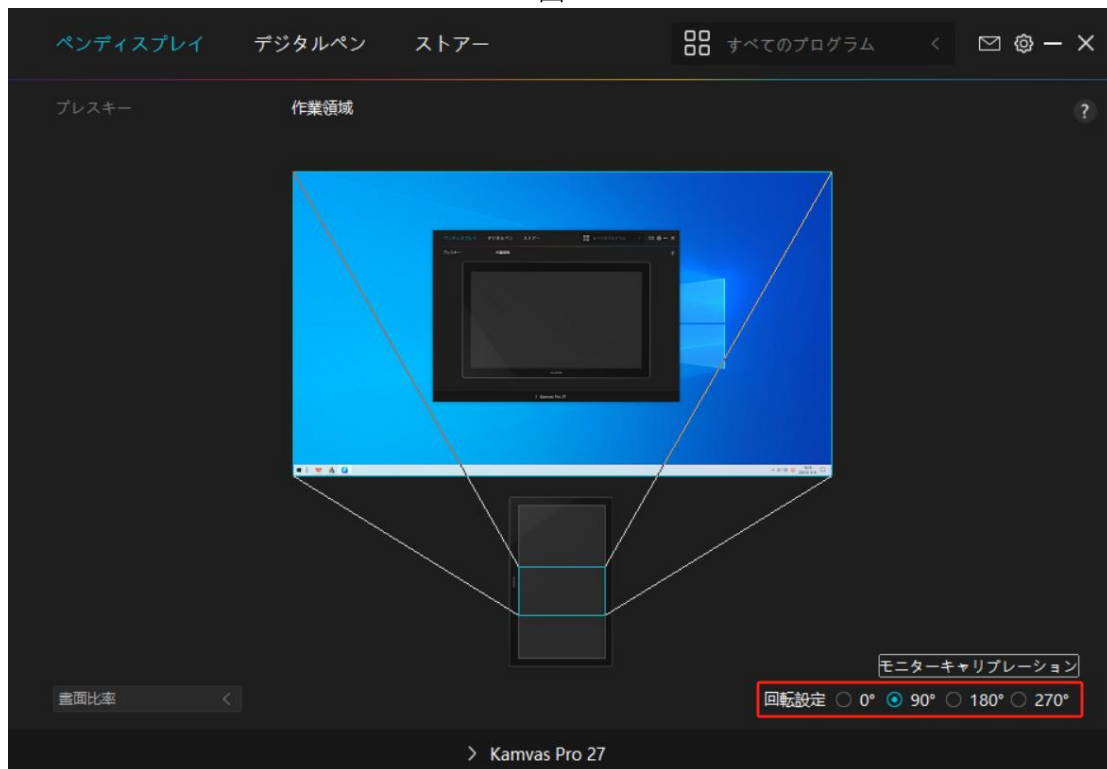 ペンディスプレイ デジタルペン ストアー すべてのプログラム
プレスキー 作業領域 ?
モニターキャリブレーション
畫面比率 回転設定 0° 90° 180° 270°
Kamvas Pro 27